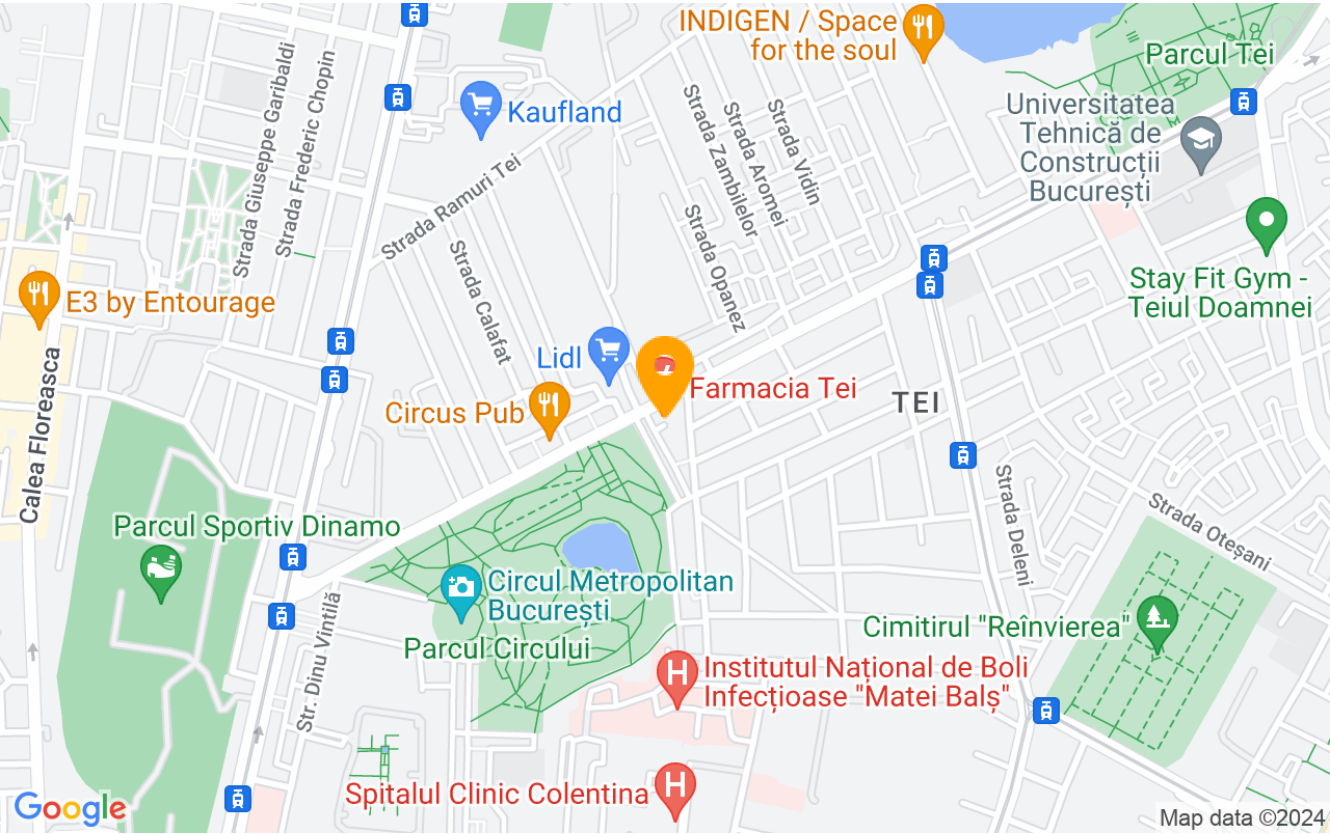 INDIGEN / Space
for the soul
Parcul Tei
Kaufland
Universitatea
Tehnică de
Construcții
București
Strada Giuseppe Garibaldi
Strada Frederic Chopin
Strada Ramuri Tei
Strada Zambilelor
Strada Aromei
Strada Vidin
Strada Opanez
Strada Calafat
E3 by Entourage
Stay Fit Gym -
Teiul Doamnei
Lidl
Farmacia Tei
TEI
Circus Pub
Calea Floreasca
Parcul Sportiv Dinamo
Strada Deleni
Strada Oteșani
Circul Metropolitan
București
Parcul Circului
Str. Dinu Vintilă
Cimitirul "Reînvierea"
H
Institutul Național de Boli
Infecțioase "Matei Balș"
Spitalul Clinic Colentina
H
Google
Map data ©2024